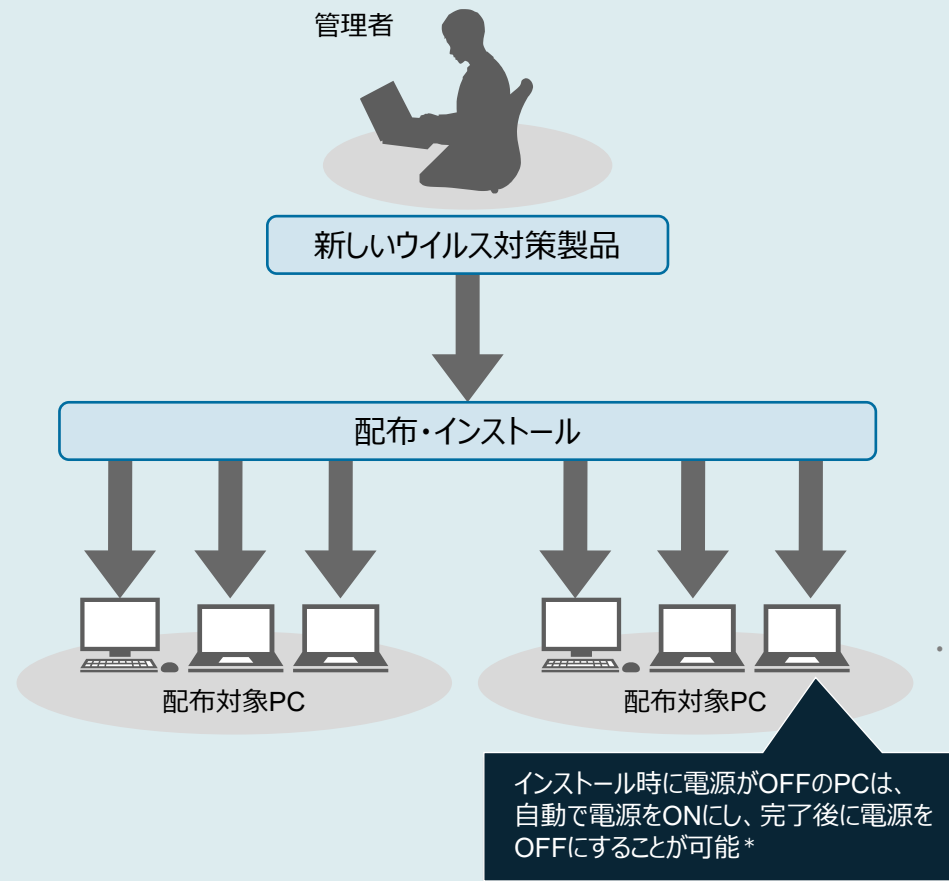 管理者
新しいウイルス対策製品
配布・インストール
配布対象PC
配布対象PC
インストール時に電源がOFFのPCは、
自動で電源をONにし、完了後に電源を
OFFにすることが可能*